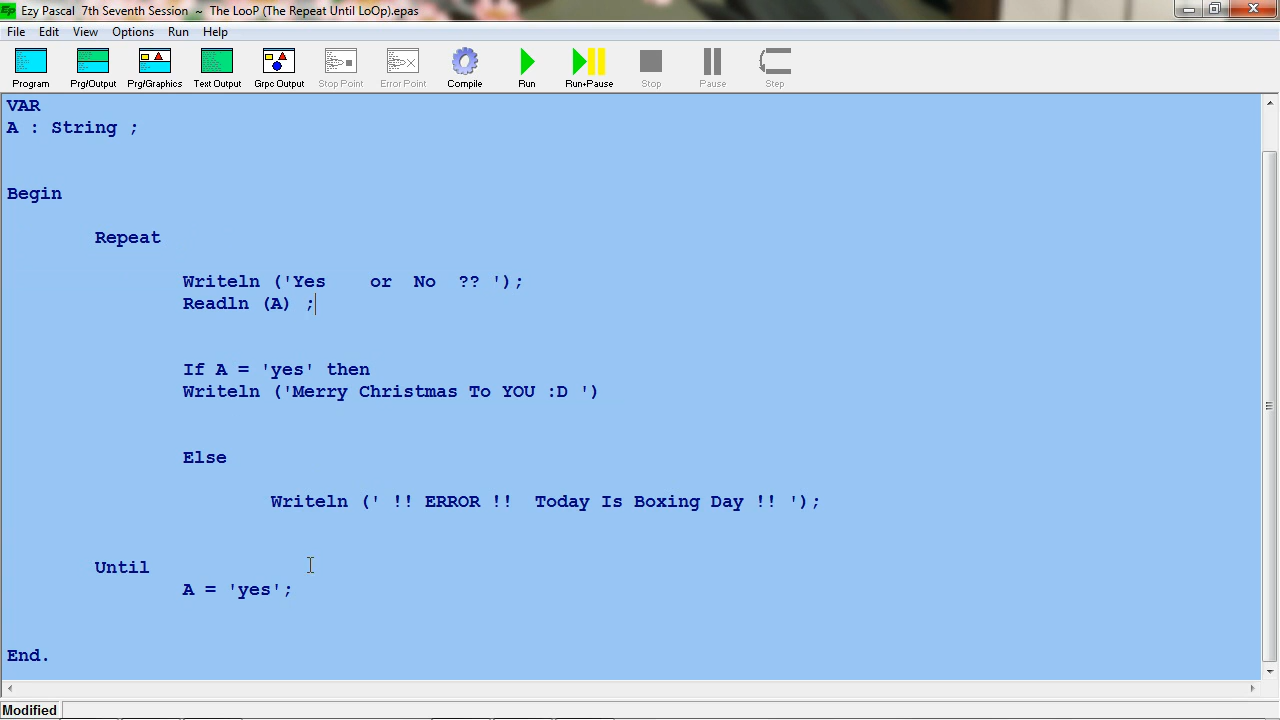 Ep Ezy Pascal  7th Seventh Session  ~  The LooP (The Repeat Until LoOp).epas
File Edit View Options Run Help
Program Prg/Output Prg/Graphics Text Output Grpc Output Stop Point Error Point Compile Run Run+Pause Stop Pause Step
VAR
A : String ;
Begin
Repeat
Writeln ('Yes    or  No  ?? ');
Readln (A) ;
If A = 'yes' then
Writeln ('Merry Christmas To YOU :D ')
Else
Writeln (' !! ERROR !!  Today Is Boxing Day !! ');
Until
A = 'yes';
End.
Modified